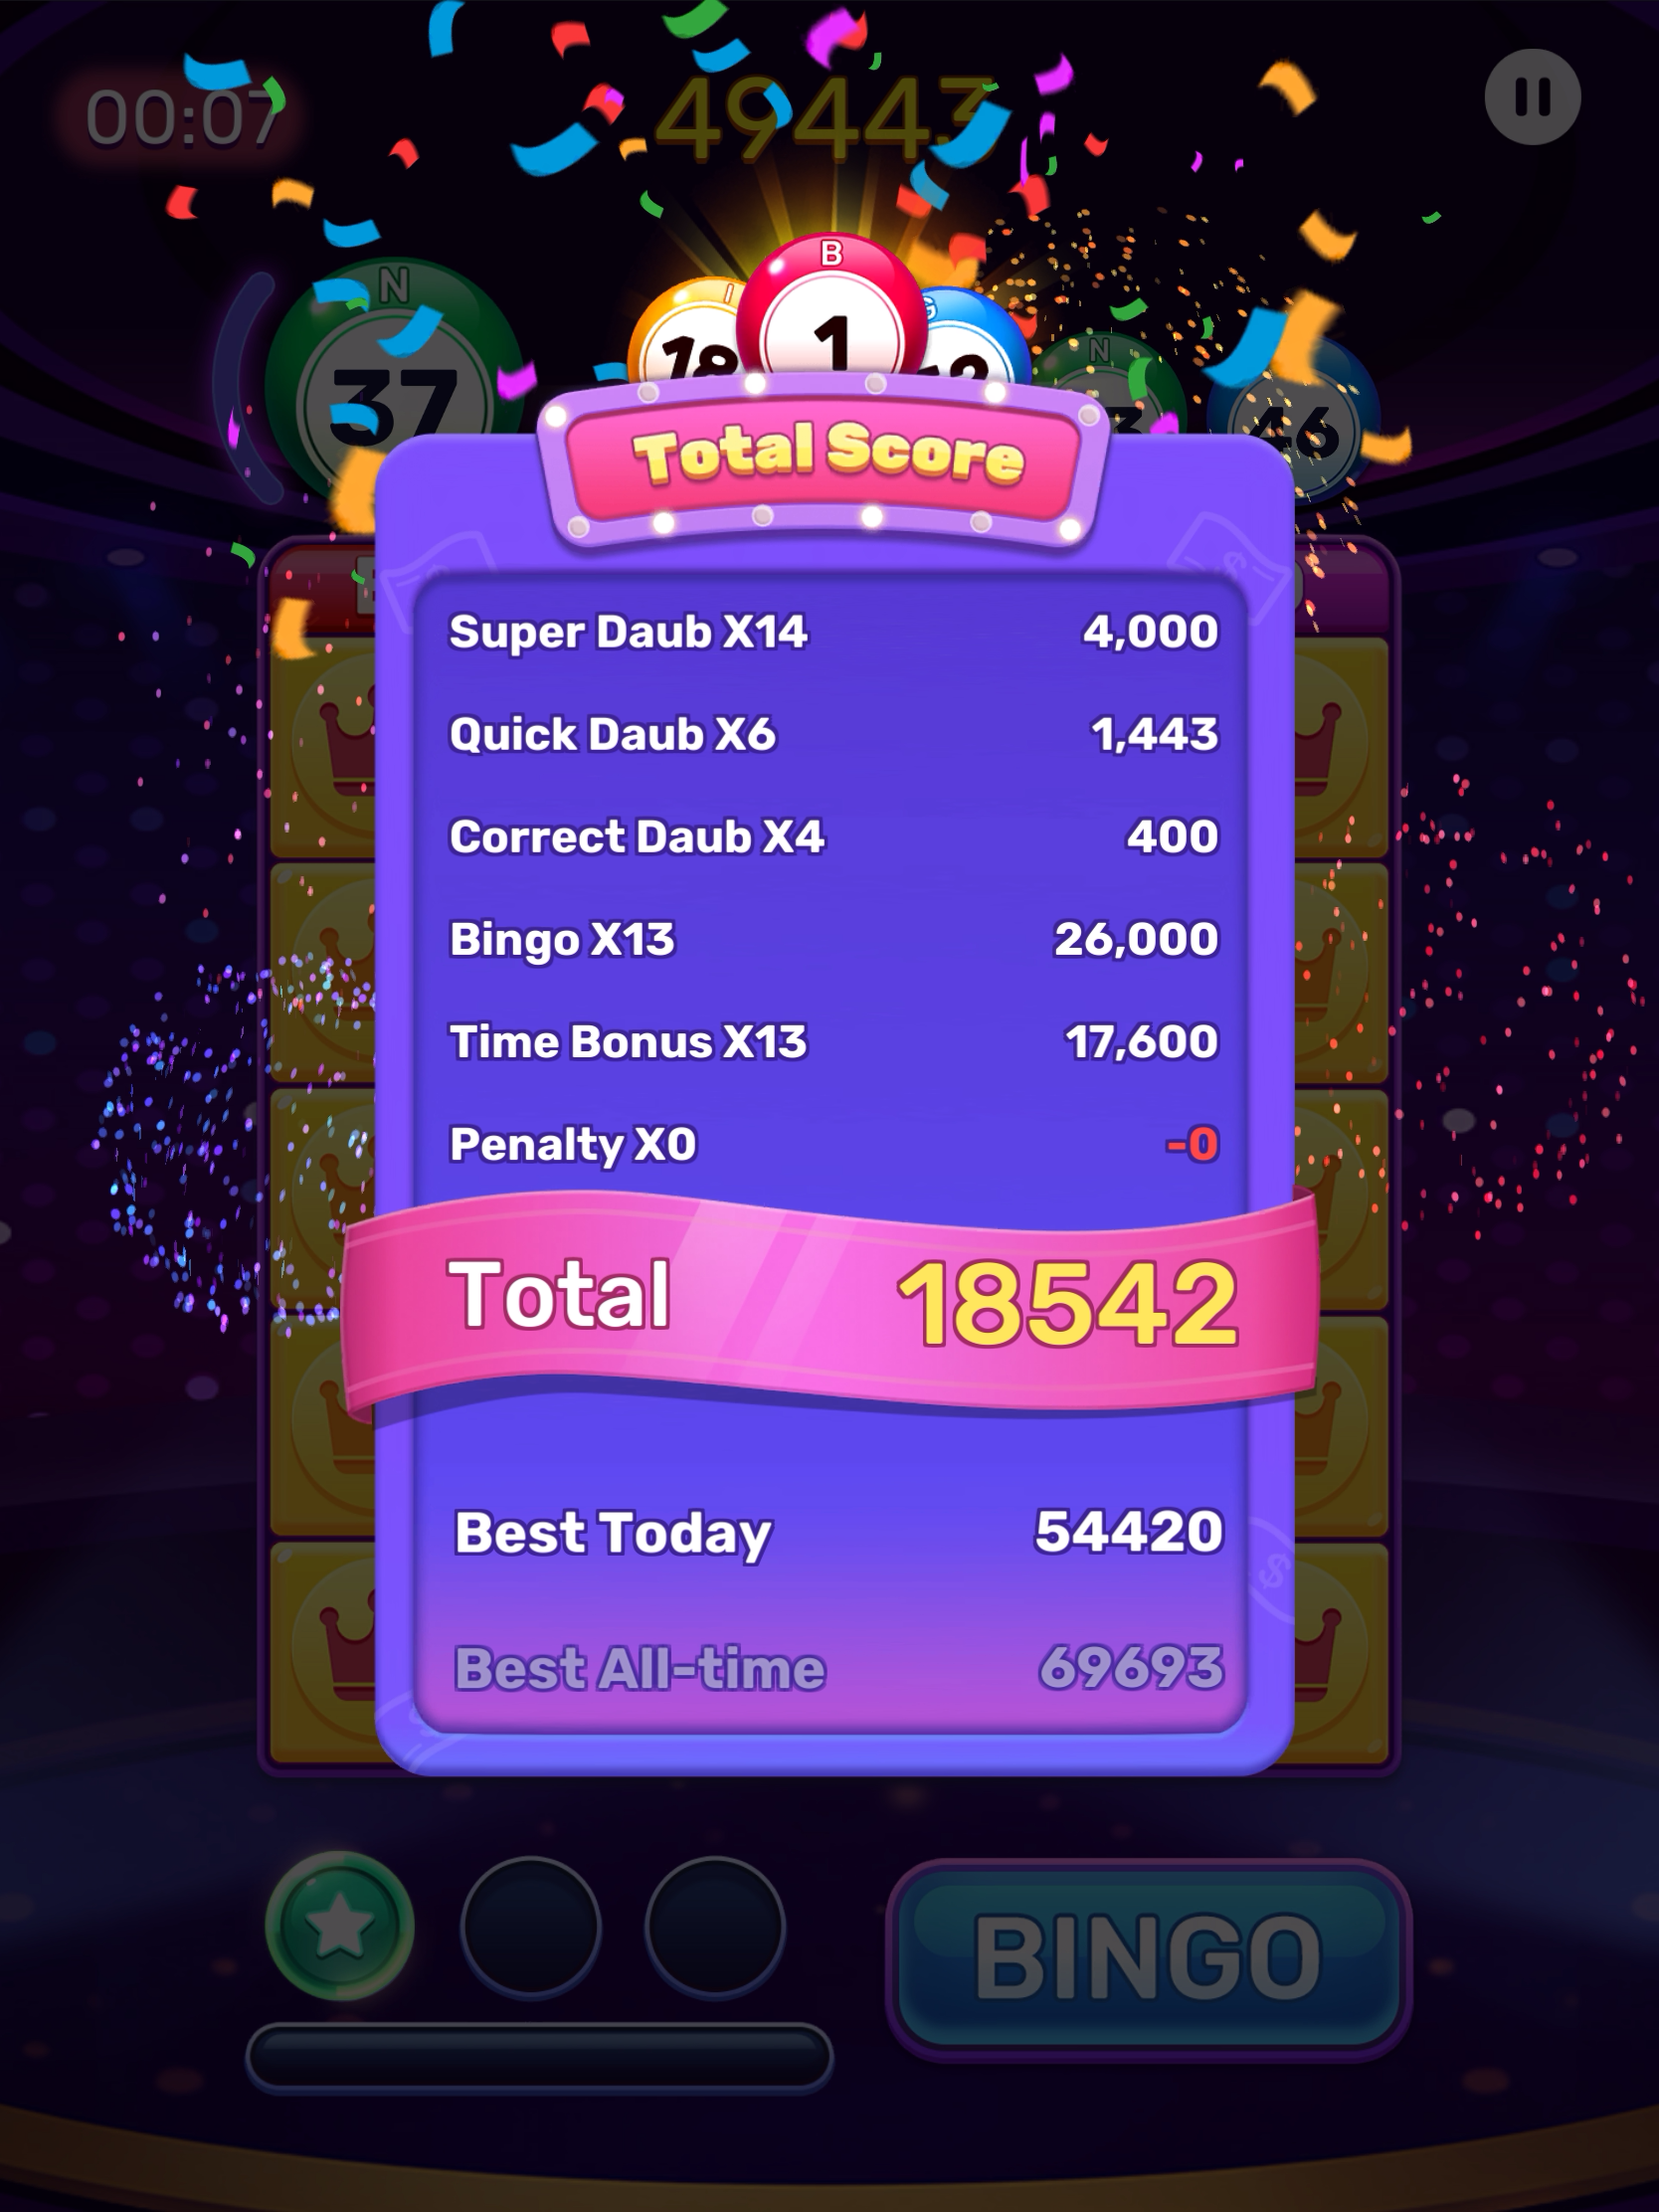 00:07
49443
N
37
I
18
B
1
G
N
46
Total Score
Super Daub X14 4,000
Quick Daub X6 1,443
Correct Daub X4 400
Bingo X13 26,000
Time Bonus X13 17,600
Penalty X0 -0
Total 18542
Best Today 54420
Best All-time 69693
BINGO